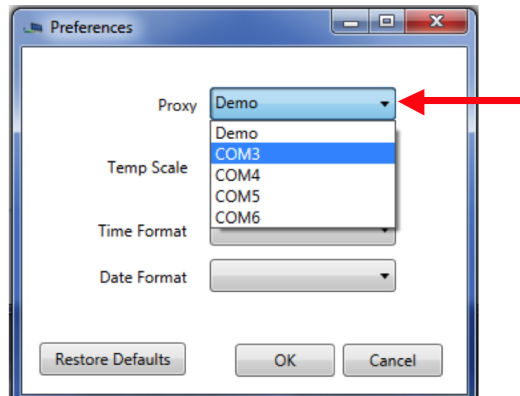 Preferences
Proxy Demo
Demo
COM3
Temp Scale
COM4
COM5
COM6
Time Format
Date Format
Restore Defaults OK Cancel